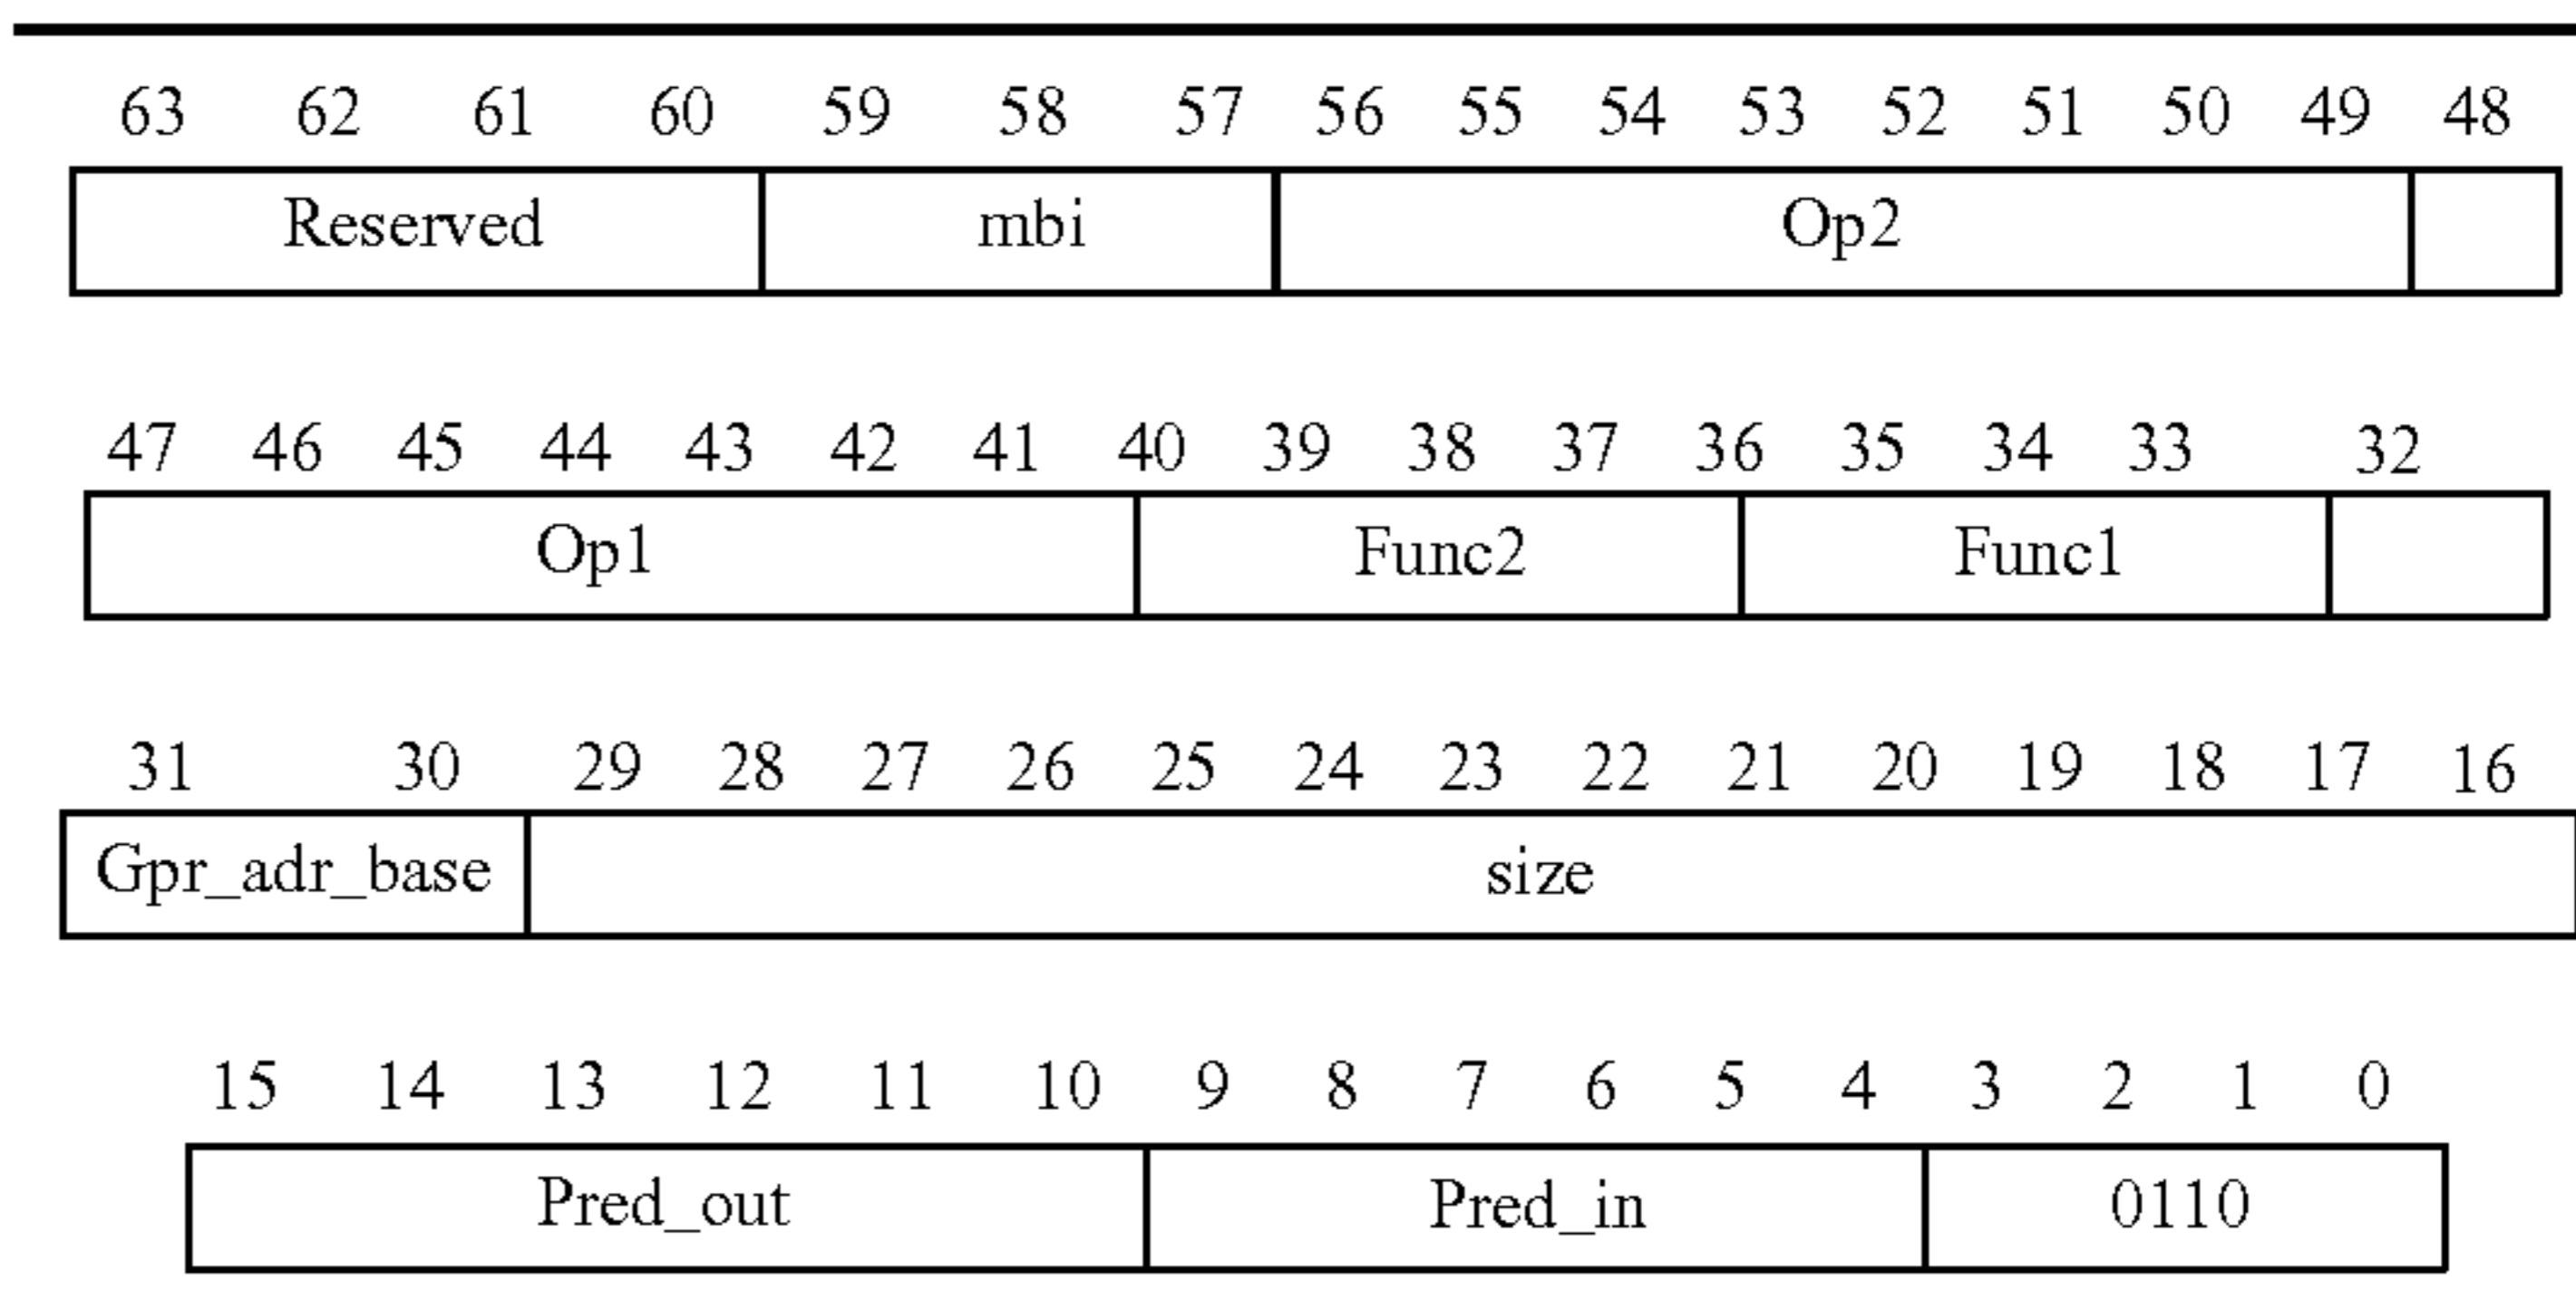 63 62 61 60 59 58 57 56 55 54 53 52 51 50 49 48
Reserved mbi Op2
47 46 45 44 43 42 41 40 39 38 37 36 35 34 33 32
Op1 Func2 Func1
31 30 29 28 27 26 25 24 23 22 21 20 19 18 17 16
Gpr_adr_base size
15 14 13 12 11 10 9 8 7 6 5 4 3 2 1 0
Pred_out Pred_in 0110